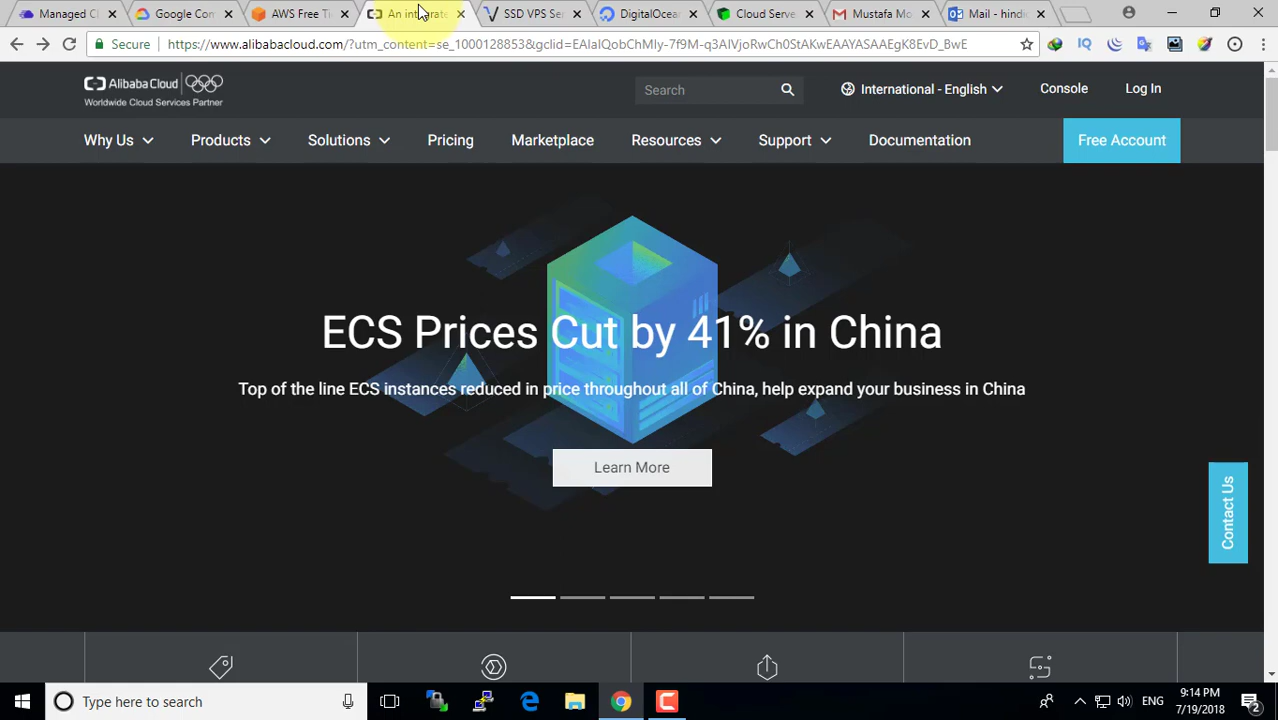 Managed Cl
Google Con
AWS Free Ti
An integrate
SSD VPS Ser
DigitalOcean
Cloud Serve
Mustafa Mo
Mail - hindi
Secure
https://www.alibabacloud.com/?utm_content=se_1000128853&gclid=EAIaIQobChMIy-7f9M-q3AIVjoRwCh0StAKwEAAYASAAEgK8EvD_BwE
Alibaba Cloud
Worldwide Cloud Services Partner
Search
International - English
Console
Log In
Why Us
Products
Solutions
Pricing
Marketplace
Resources
Support
Documentation
Free Account
ECS Prices Cut by 41% in China
Top of the line ECS instances reduced in price throughout all of China, help expand your business in China
Learn More
Contact Us
Type here to search
ENG
9:14 PM
7/19/2018
2